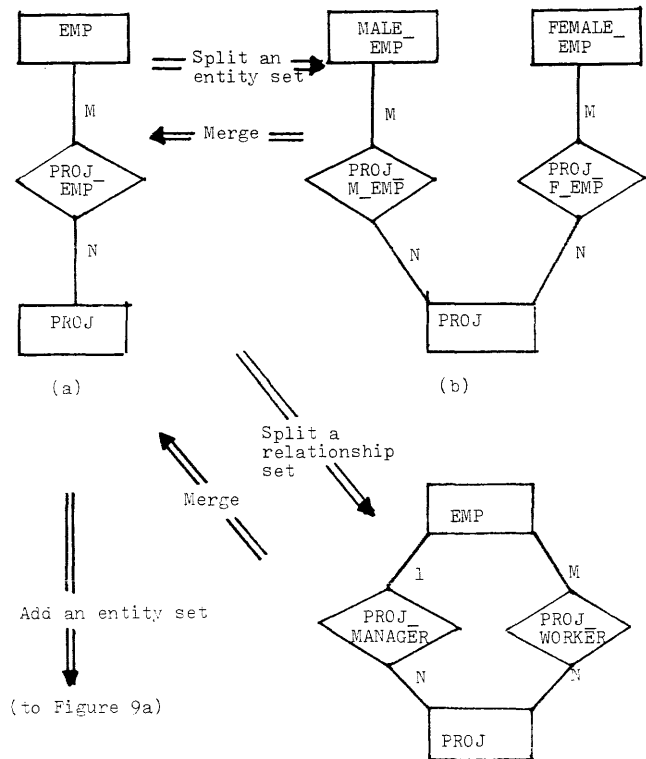 EMP
Split an
entity set
MALE_
EMP
FEMALE_
EMP
M
Merge
M
M
PROJ_
EMP
PROJ_
M_EMP
PROJ_
F_EMP
N
N
N
PROJ
PROJ
(a)
(b)
Split a
relationship
set
Merge
EMP
1
M
Add an entity set
PROJ_
MANAGER
PROJ_
WORKER
N
N
(to Figure 9a)
PROJ